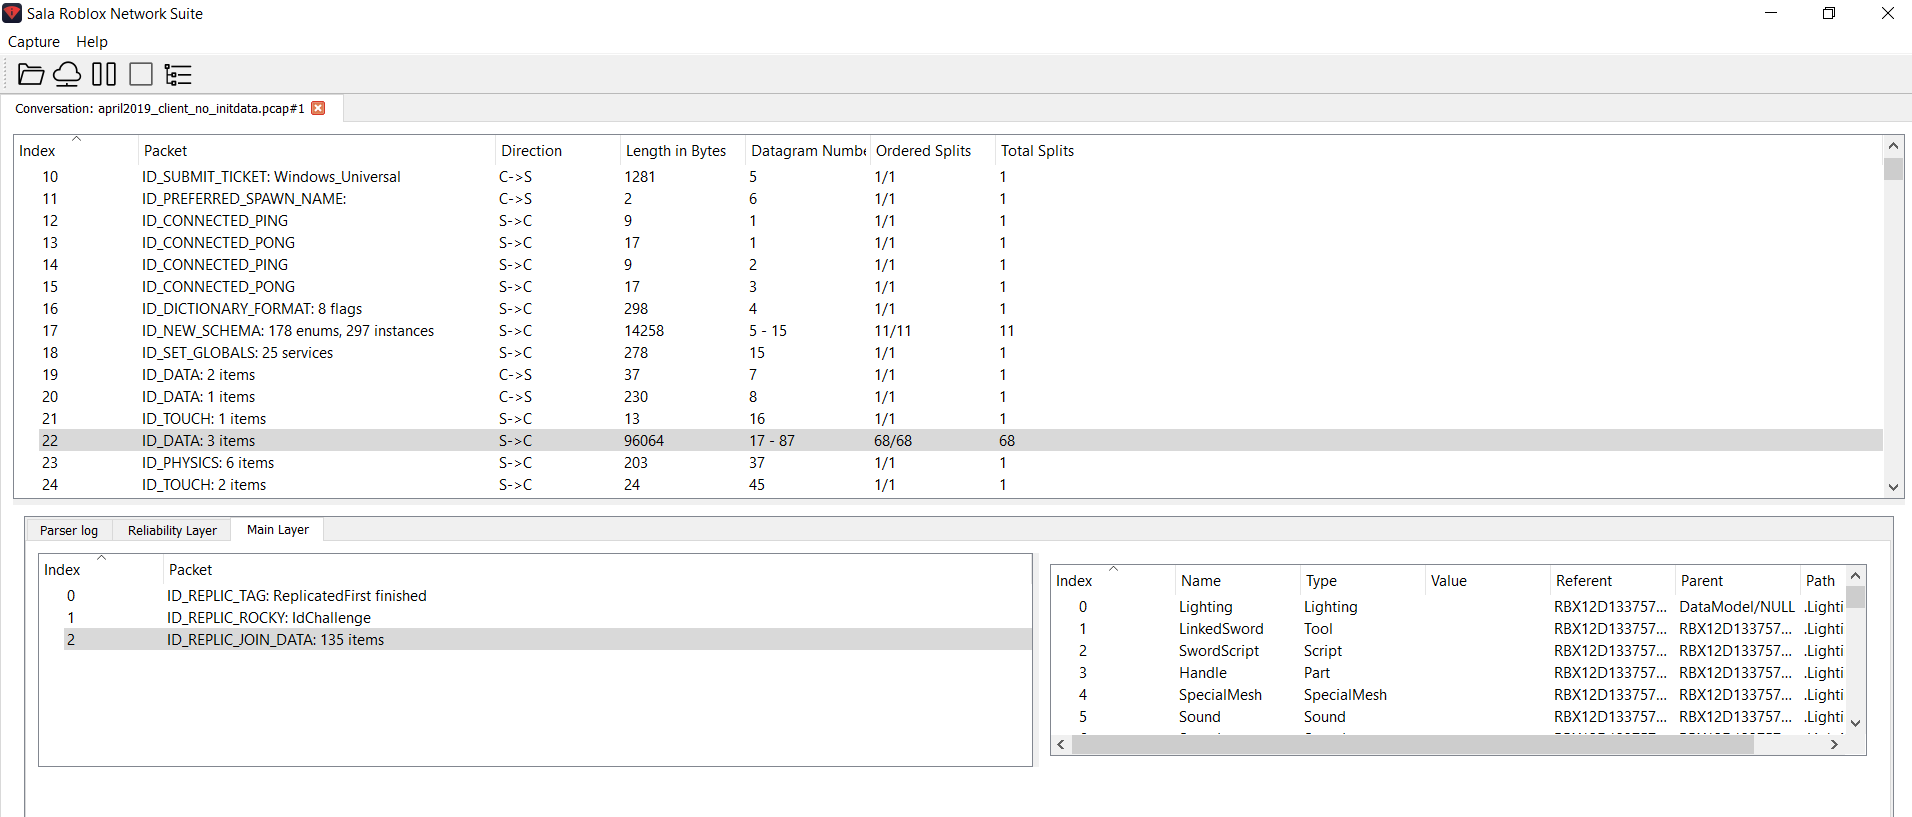 Sala Roblox Network Suite
Capture Help
Conversation: april2019_client_no_initdata.pcap#1
Index Packet Direction Length in Bytes Datagram Numbe Ordered Splits Total Splits
10 ID_SUBMIT_TICKET: Windows_Universal C->S 1281 5 1/1 1
11 ID_PREFERRED_SPAWN_NAME: C->S 2 6 1/1 1
12 ID_CONNECTED_PING S->C 9 1 1/1 1
13 ID_CONNECTED_PONG S->C 17 1 1/1 1
14 ID_CONNECTED_PING S->C 9 2 1/1 1
15 ID_CONNECTED_PONG S->C 17 3 1/1 1
16 ID_DICTIONARY_FORMAT: 8 flags S->C 298 4 1/1 1
17 ID_NEW_SCHEMA: 178 enums, 297 instances S->C 14258 5 - 15 11/11 11
18 ID_SET_GLOBALS: 25 services S->C 278 15 1/1 1
19 ID_DATA: 2 items C->S 37 7 1/1 1
20 ID_DATA: 1 items C->S 230 8 1/1 1
21 ID_TOUCH: 1 items S->C 13 16 1/1 1
22 ID_DATA: 3 items S->C 96064 17 - 87 68/68 68
23 ID_PHYSICS: 6 items S->C 203 37 1/1 1
24 ID_TOUCH: 2 items S->C 24 45 1/1 1
Parser log Reliability Layer Main Layer
Index Packet
0 ID_REPLIC_TAG: ReplicatedFirst finished
1 ID_REPLIC_ROCKY: IdChallenge
2 ID_REPLIC_JOIN_DATA: 135 items
Index Name Type Value Referent Parent Path
0 Lighting Lighting RBX12D133757... DataModel/NULL .Lighti
1 LinkedSword Tool RBX12D133757... RBX12D133757... .Lighti
2 SwordScript Script RBX12D133757... RBX12D133757... .Lighti
3 Handle Part RBX12D133757... RBX12D133757... .Lighti
4 SpecialMesh SpecialMesh RBX12D133757... RBX12D133757... .Lighti
5 Sound Sound RBX12D133757... RBX12D133757... .Lighti